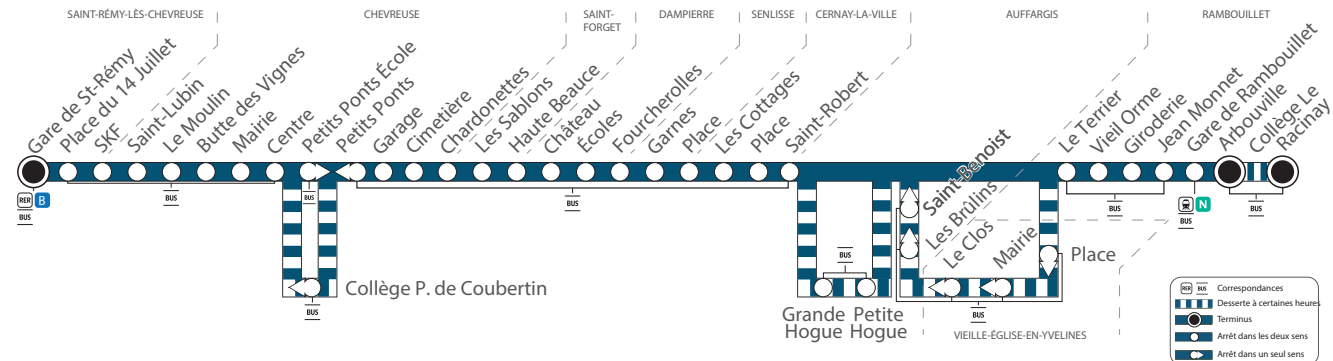 SAINT-RÉMY-LÈS-CHEVREUSE
CHEVREUSE
SAINT-
FORGET
DAMPIERRE
SENLISSE
CERNAY-LA-VILLE
AUFFARGIS
RAMBOUILLET
Gare de St-Rémy
Place du 14 Juillet
SKF
Saint-Lubin
Le Moulin
Butte des Vignes
Mairie
Centre
Petits Ponts École
Petits Ponts
Garage
Cimetière
Chardonettes
Les Sablons
Haute Beauce
Château
Écoles
Fourcherolles
Garnes
Place
Les Cottages
Place
Saint-Robert
Saint-Benoist
Les Brûlins
Le Clos
Mairie
Place
Le Terrier
Vieil Orme
Giroderie
Jean Monnet
Gare de Rambouillet
Arbouville
Collège Le
Racinay
RER B
BUS
BUS
BUS
BUS
BUS
BUS
N
BUS
BUS
Collège P. de Coubertin
BUS
BUS
Grande
Hogue
Petite
Hogue
BUS
VIEILLE-ÉGLISE-EN-YVELINES
RER BUS Correspondances
Desserte à certaines heures
Terminus
Arrêt dans les deux sens
Arrêt dans un seul sens